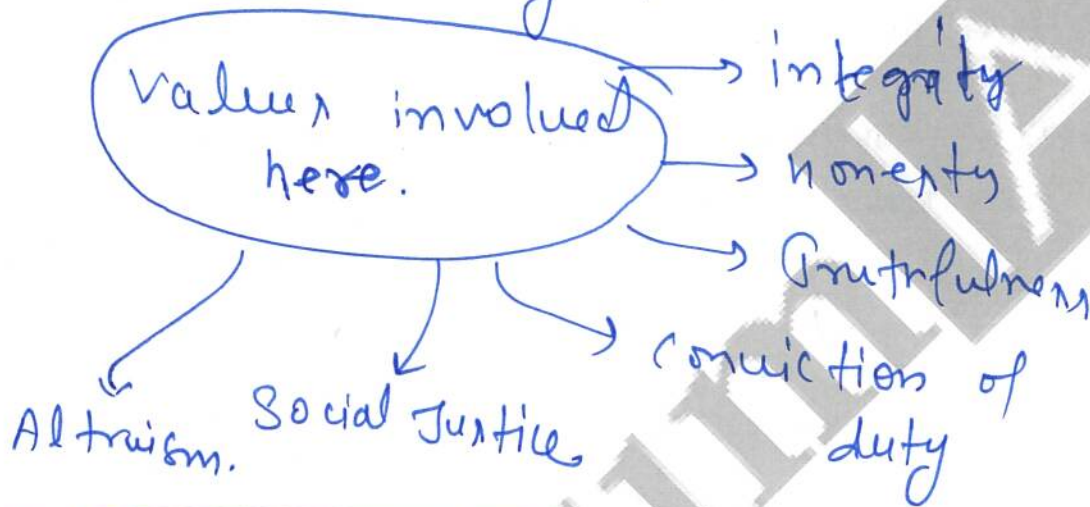 values involved
here.
integrity
honesty
Truthfulness
conviction of
duty
Social Justice
Altruism.